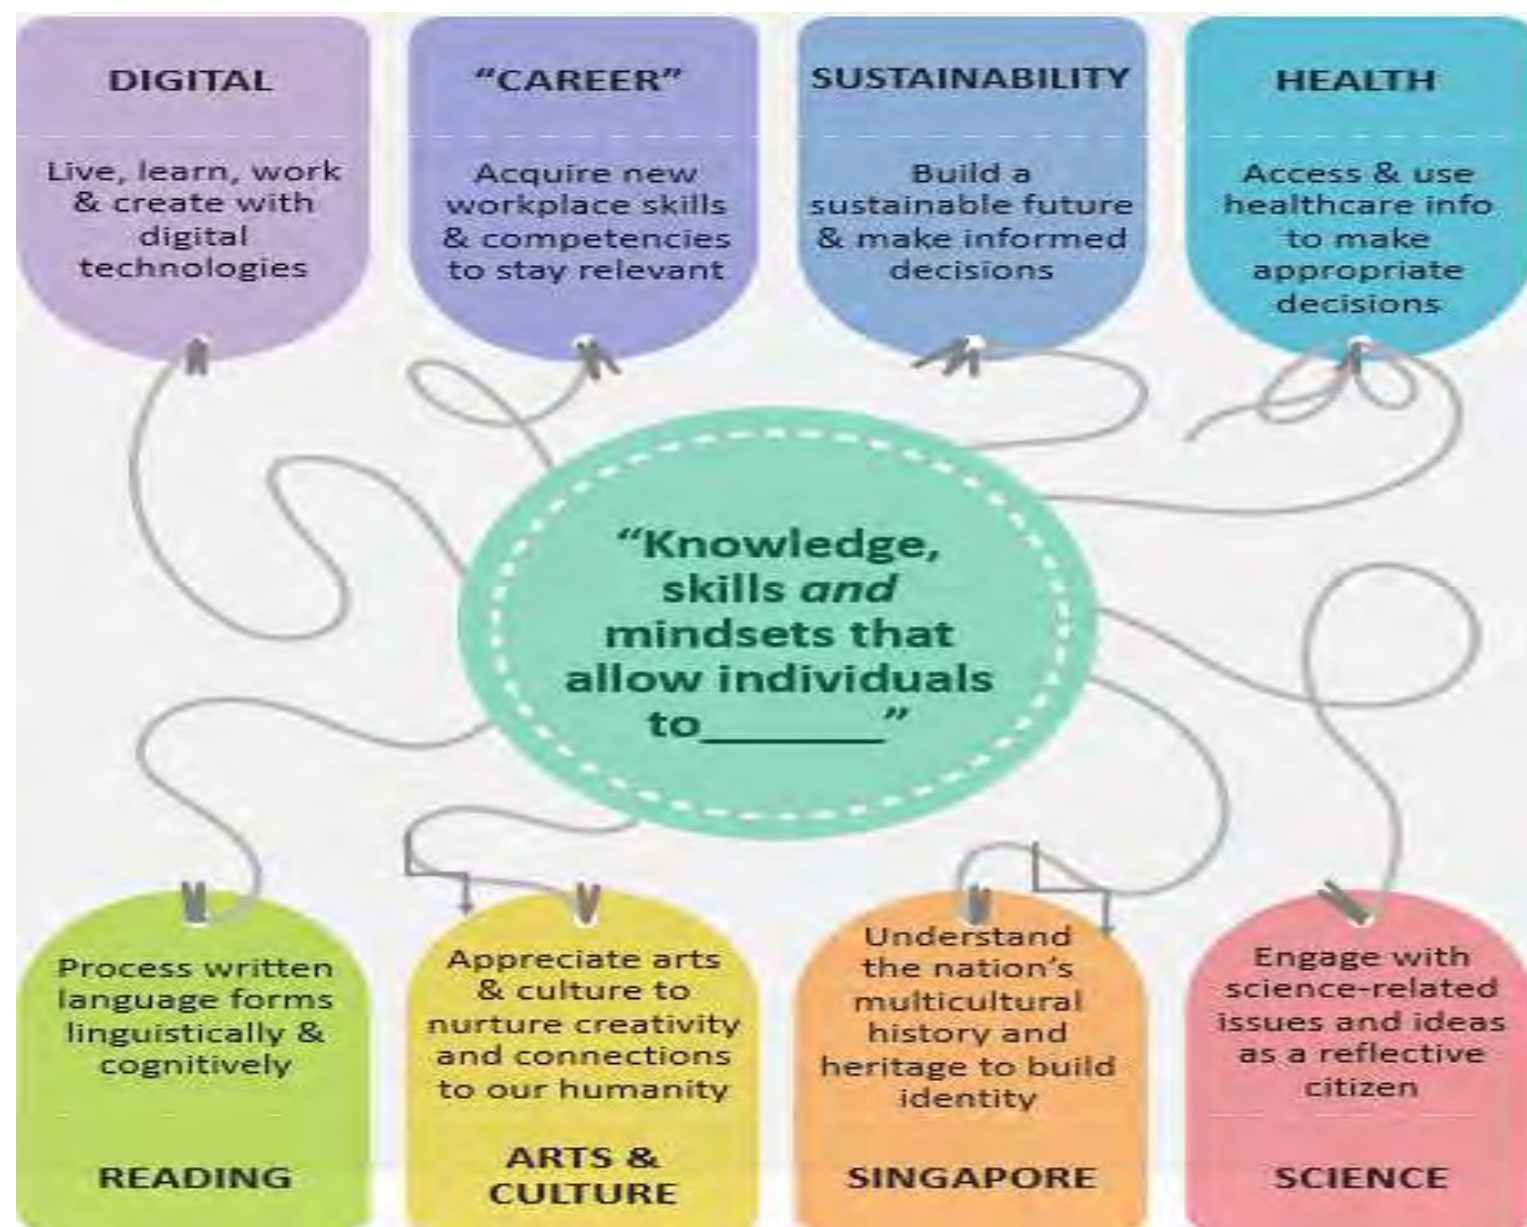 DIGITAL
Live, learn, work
& create with
digital
technologies
“CAREER”
Acquire new
workplace skills
& competencies
to stay relevant
SUSTAINABILITY
Build a
sustainable future
& make informed
decisions
HEALTH
Access & use
healthcare info
to make
appropriate
decisions
“Knowledge,
skills and
mindsets that
allow individuals
to_______”
Process written
language forms
linguistically &
cognitively
READING
Appreciate arts
& culture to
nurture creativity
and connections
to our humanity
ARTS &
CULTURE
Understand
the nation’s
multicultural
history and
heritage to build
identity
SINGAPORE
Engage with
science-related
issues and ideas
as a reflective
citizen
SCIENCE